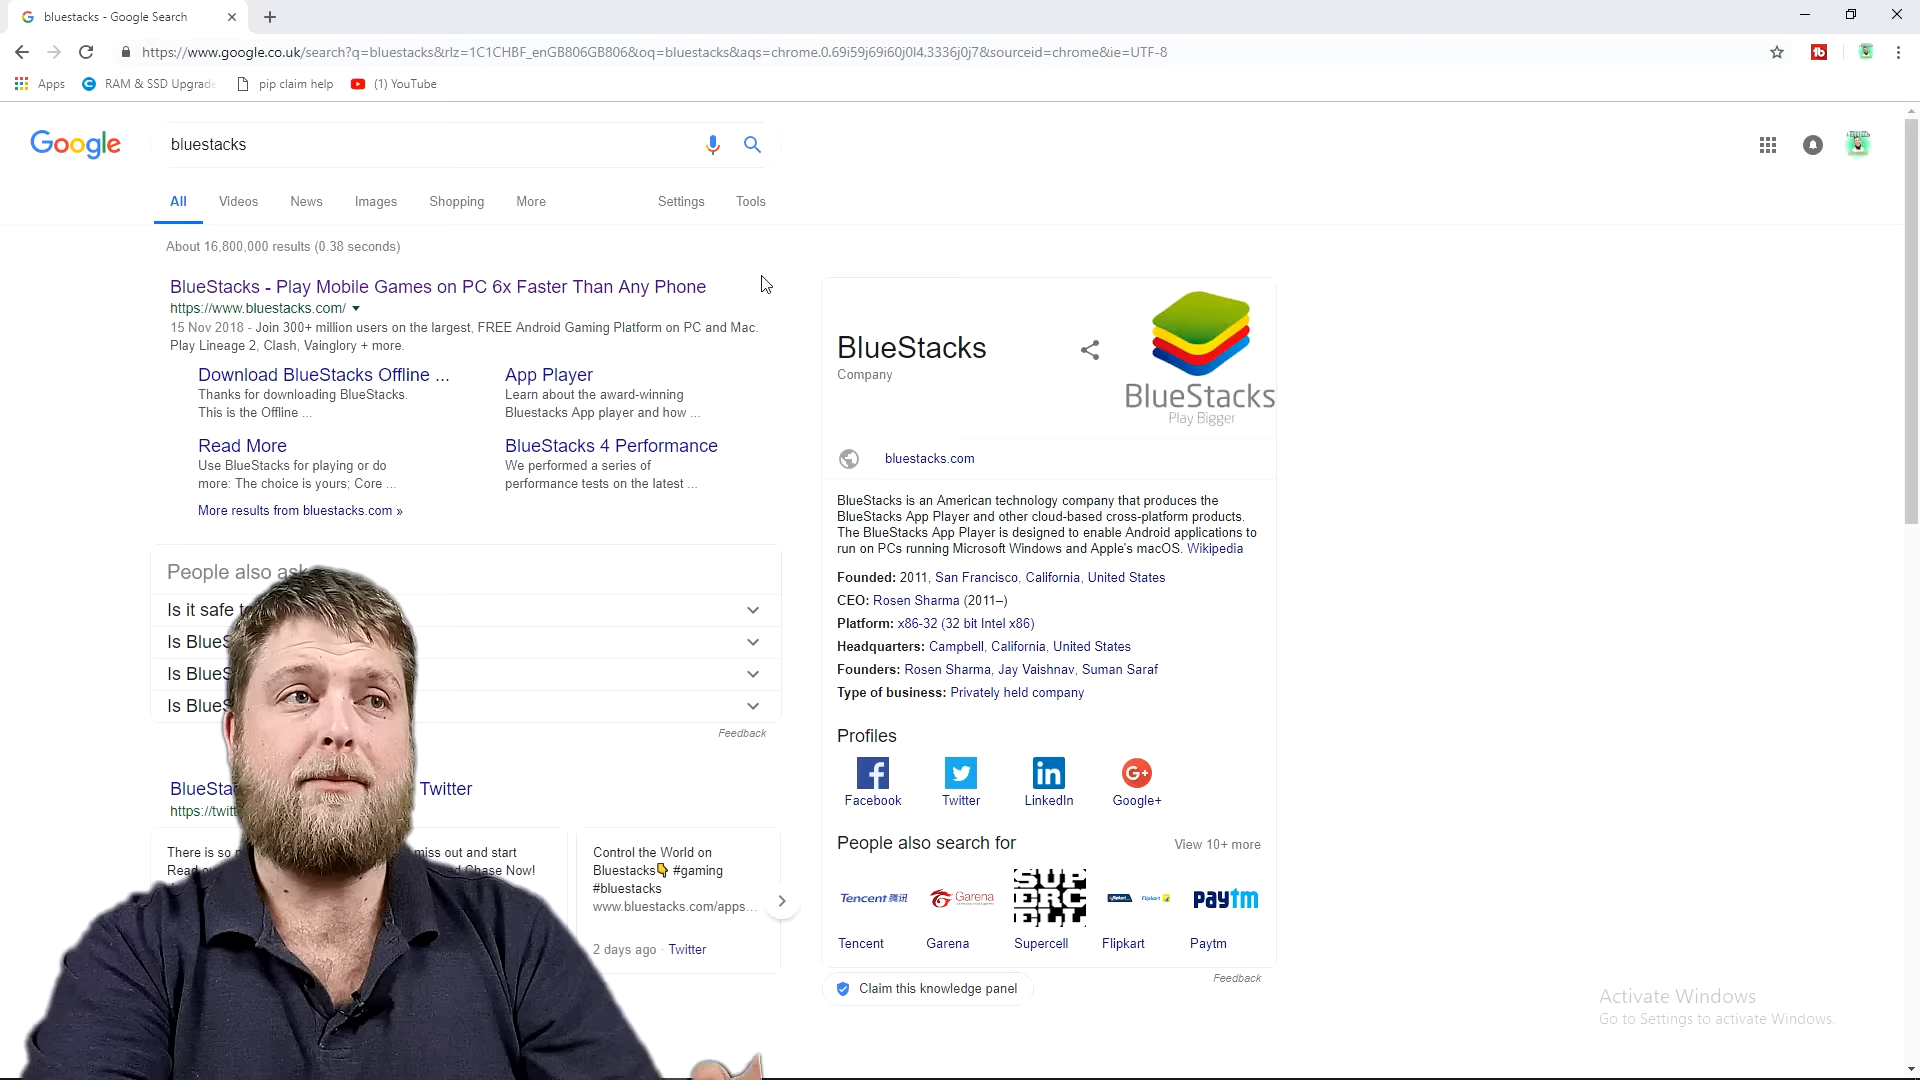 bluestacks - Google Search
https://www.google.co.uk/search?q=bluestacks&rlz=1C1CHBF_enGB806GB806&oq=bluestacks&aqs=chrome.0.69i59j69i60j0l4.3336j0j7&sourceid=chrome&ie=UTF-8
Apps
RAM & SSD Upgrade
pip claim help
(1) YouTube
Google
bluestacks
All
Videos
News
Images
Shopping
More
Settings
Tools
About 16,800,000 results (0.38 seconds)
BlueStacks - Play Mobile Games on PC 6x Faster Than Any Phone
https://www.bluestacks.com/
15 Nov 2018 - Join 300+ million users on the largest, FREE Android Gaming Platform on PC and Mac.
Play Lineage 2, Clash, Vainglory + more.
Download BlueStacks Offline ...
Thanks for downloading BlueStacks.
This is the Offline ...
App Player
Learn about the award-winning
Bluestacks App player and how ...
Read More
Use BlueStacks for playing or do
more: The choice is yours; Core ...
BlueStacks 4 Performance
We performed a series of
performance tests on the latest ...
More results from bluestacks.com »
People also ask
Is it safe to
Is Blue
Is Blue
Is Blue
Feedback
Twitter
There is so
miss out and start
Chase Now!
Control the World on
Bluestacks👇 #gaming
#bluestacks
www.bluestacks.com/apps...
2 days ago · Twitter
BlueStacks
Company
BlueStacks
Play Bigger
bluestacks.com
BlueStacks is an American technology company that produces the
BlueStacks App Player and other cloud-based cross-platform products.
The BlueStacks App Player is designed to enable Android applications to
run on PCs running Microsoft Windows and Apple's macOS. Wikipedia
Founded: 2011, San Francisco, California, United States
CEO: Rosen Sharma (2011–)
Platform: x86-32 (32 bit Intel x86)
Headquarters: Campbell, California, United States
Founders: Rosen Sharma, Jay Vaishnav, Suman Saraf
Type of business: Privately held company
Profiles
Facebook
Twitter
LinkedIn
Google+
People also search for
View 10+ more
Tencent 腾讯
Garena
SUPERCELL
Flipkart
paytm
Tencent
Garena
Supercell
Flipkart
Paytm
Feedback
Claim this knowledge panel
Activate Windows
Go to Settings to activate Windows.